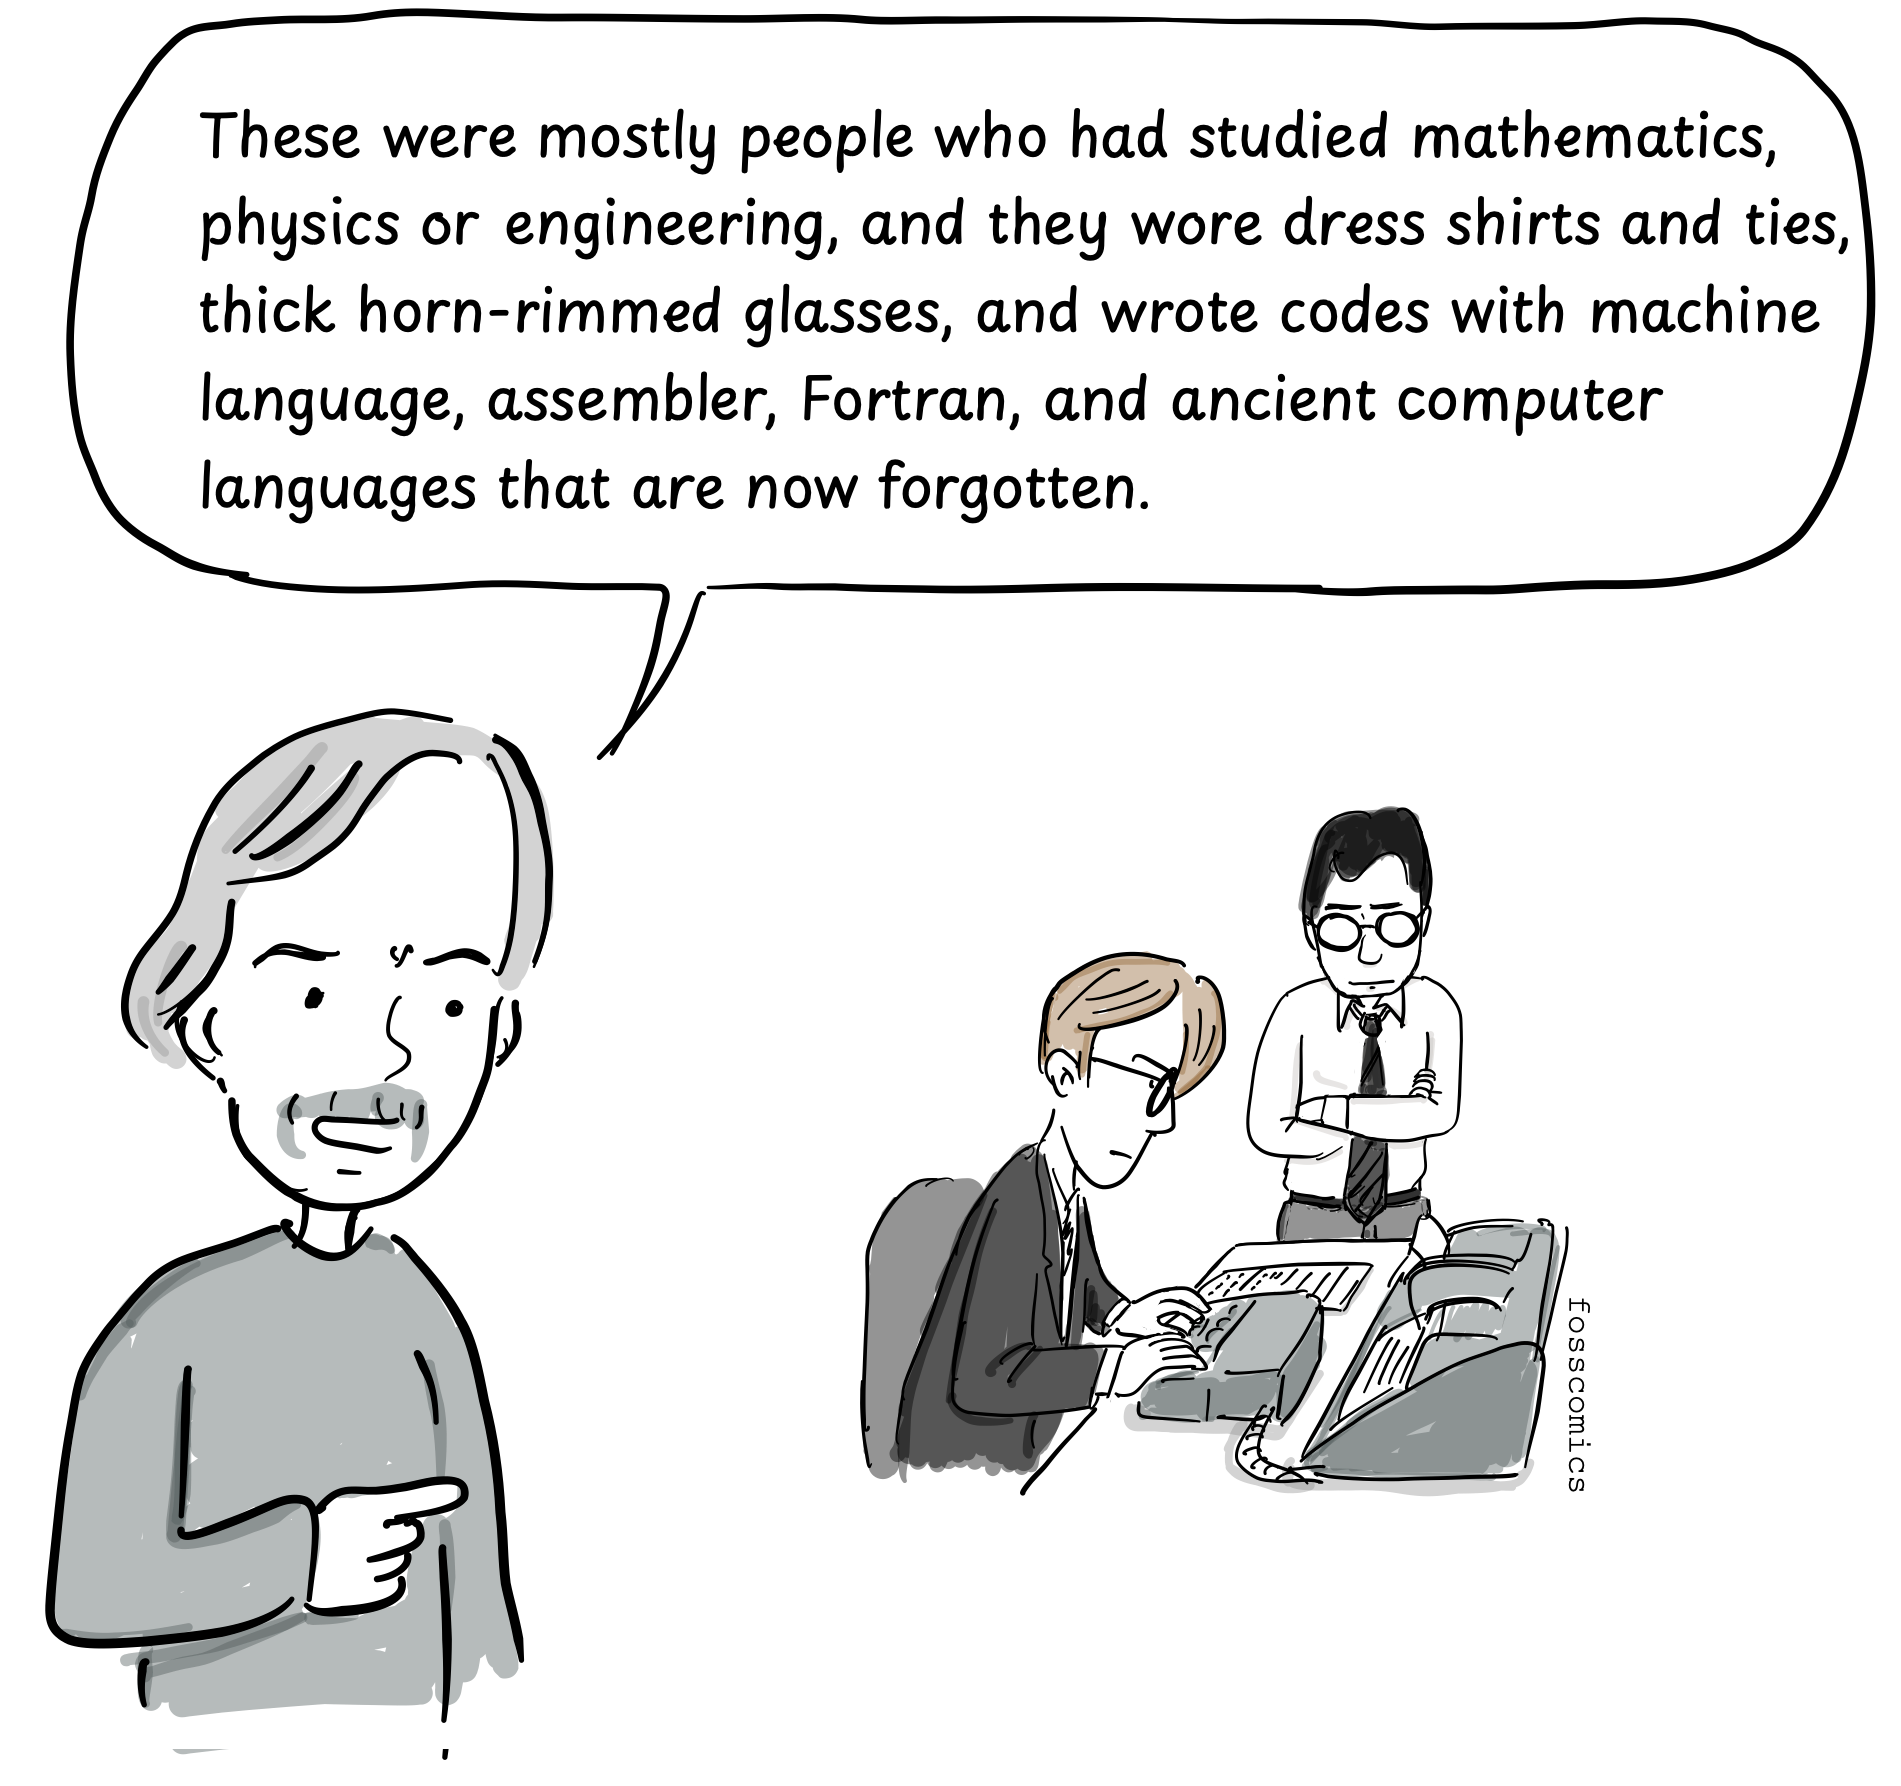 These were mostly people who had studied mathematics,
physics or engineering, and they wore dress shirts and ties,
thick horn-rimmed glasses, and wrote codes with machine
language, assembler, Fortran, and ancient computer
languages that are now forgotten.
fosscomics